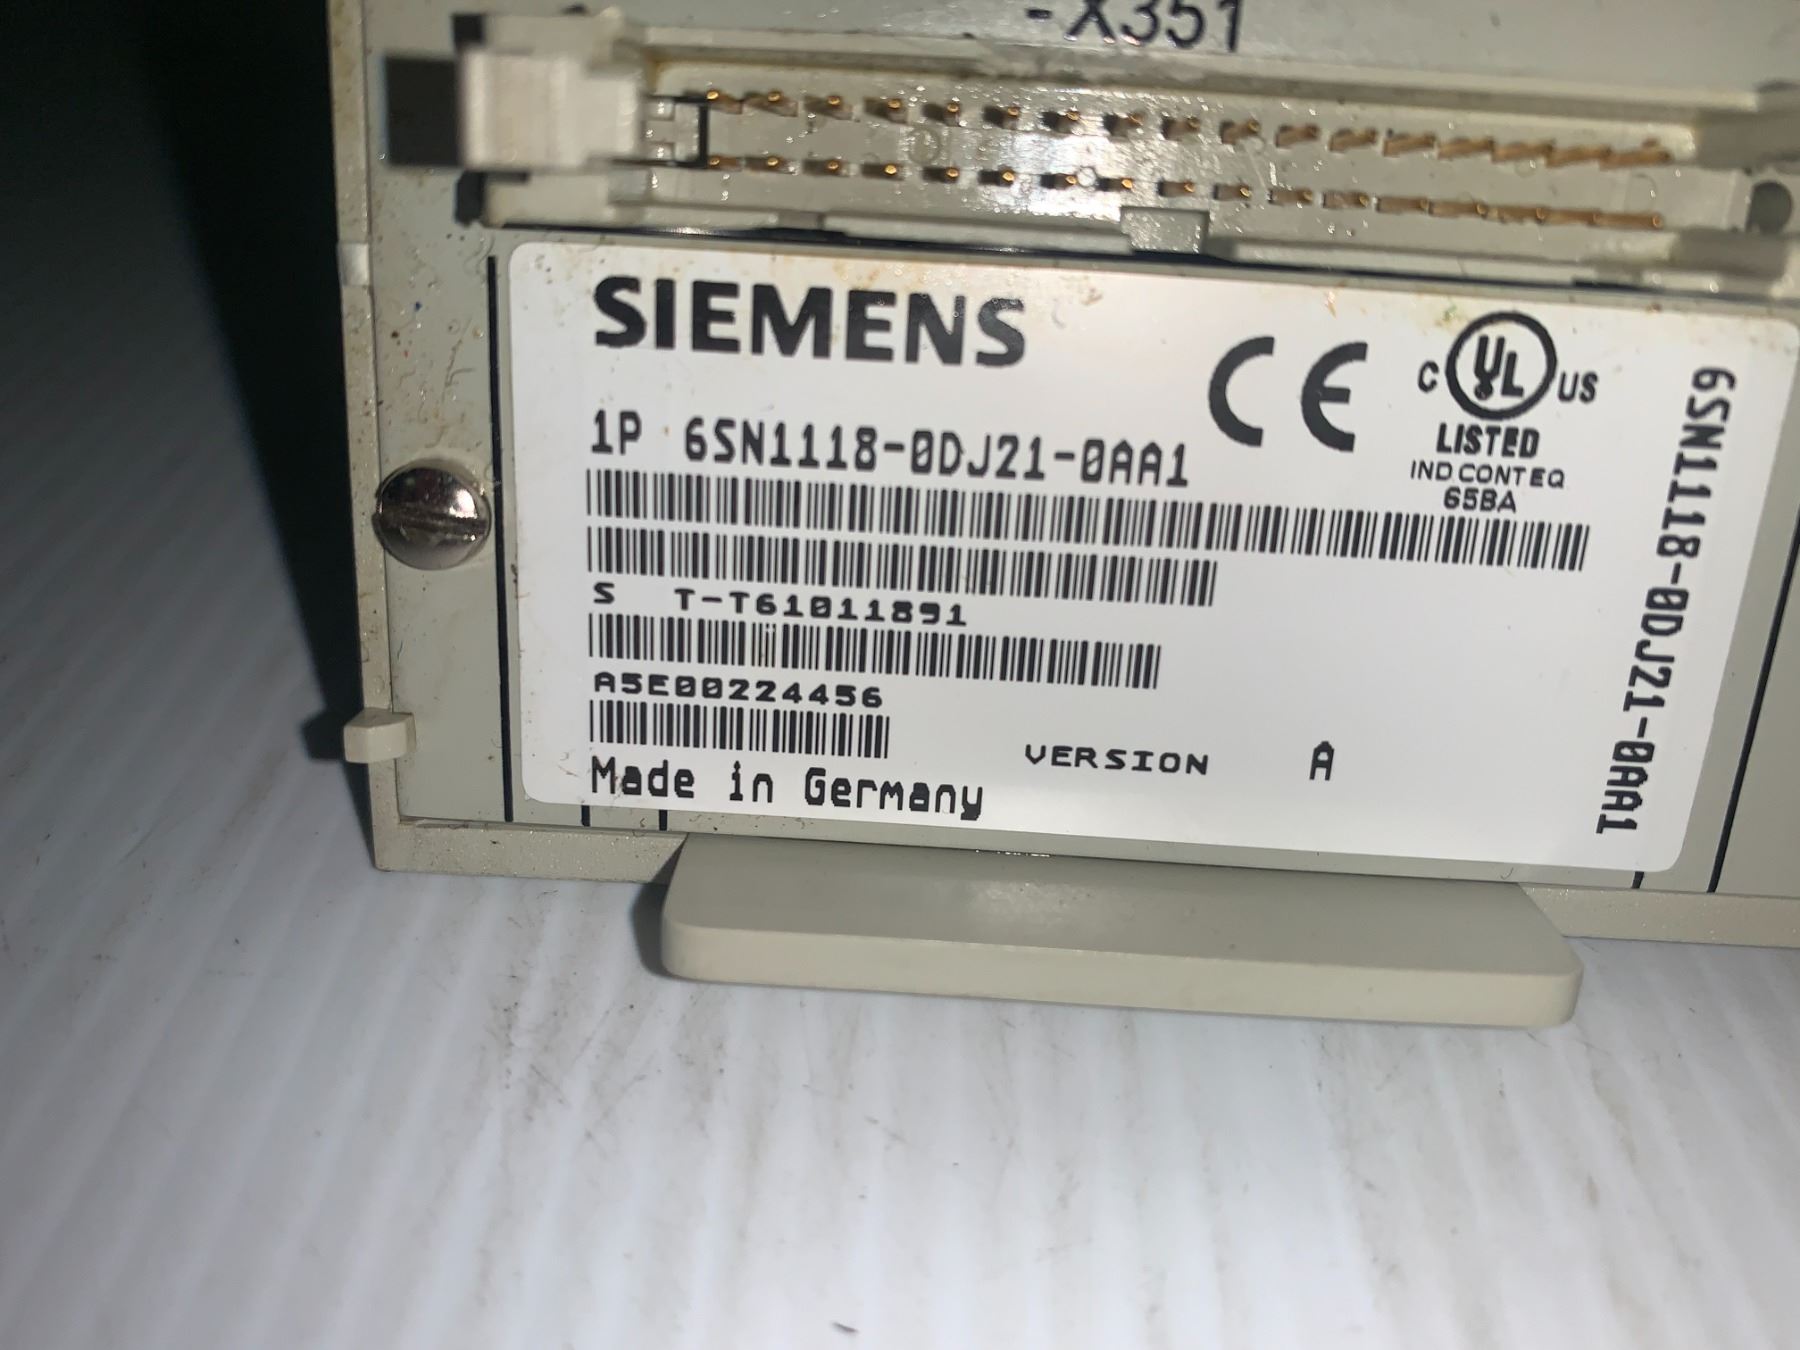 -X351
SIEMENS
CE
C UL US
LISTED
IND CONT EQ
65BA
1P 6SN1118-0DJ21-0AA1
S T-T61011891
A5E00224456
VERSION A
Made in Germany
6SN1118-0DJ21-0AA1